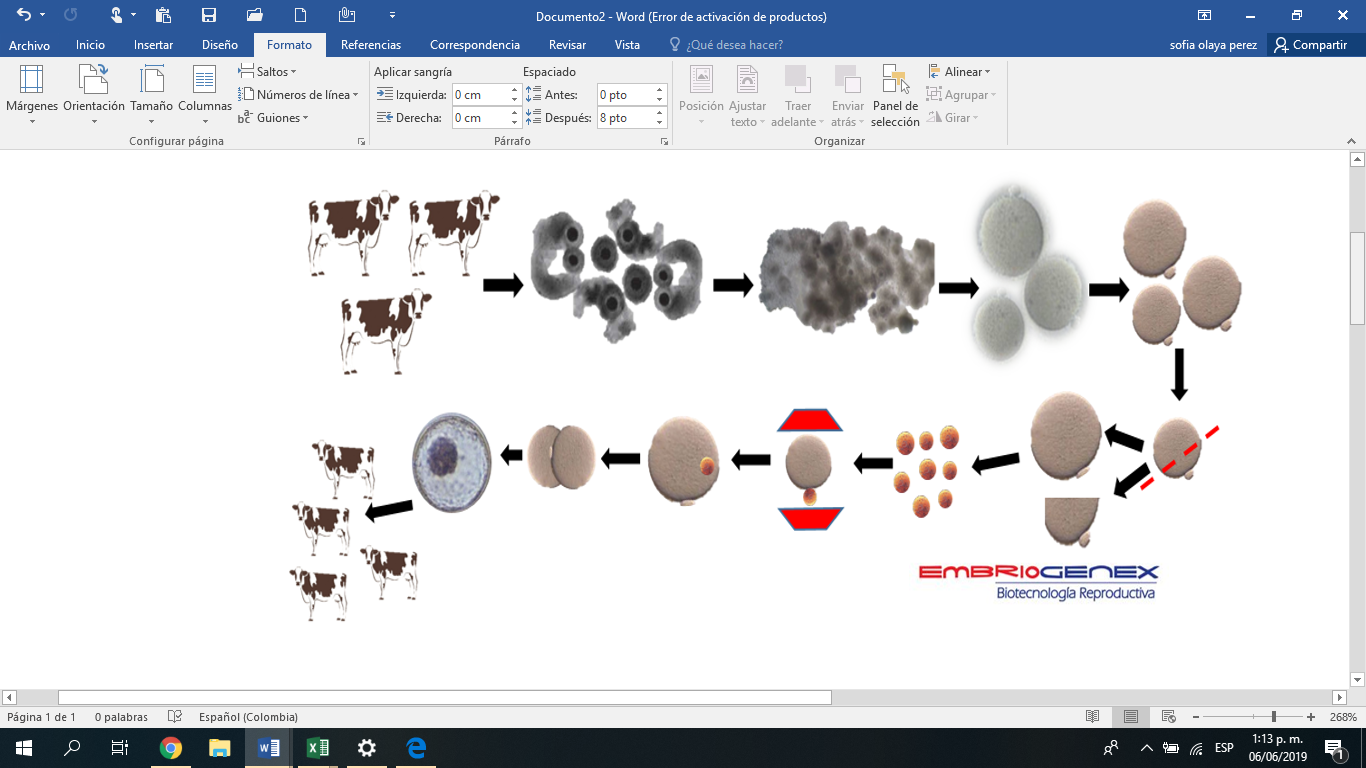 Documento2 - Word (Error de activación de productos)
Archivo Inicio Insertar Diseño Formato Referencias Correspondencia Revisar Vista ¿Qué desea hacer? sofia olaya perez Compartir
Márgenes Orientación Tamaño Columnas
Saltos
Números de línea
Guiones
Configurar página
Aplicar sangría Espaciado
Izquierda: 0 cm Antes: 0 pto
Derecha: 0 cm Después: 8 pto
Párrafo
Posición Ajustar texto Traer adelante Enviar atrás Panel de selección
Alinear
Agrupar
Girar
Organizar
EMBRIOGENEX
Biotecnología Reproductiva
Página 1 de 1 0 palabras Español (Colombia) 268%
ESP 1:13 p. m.
06/06/2019 1